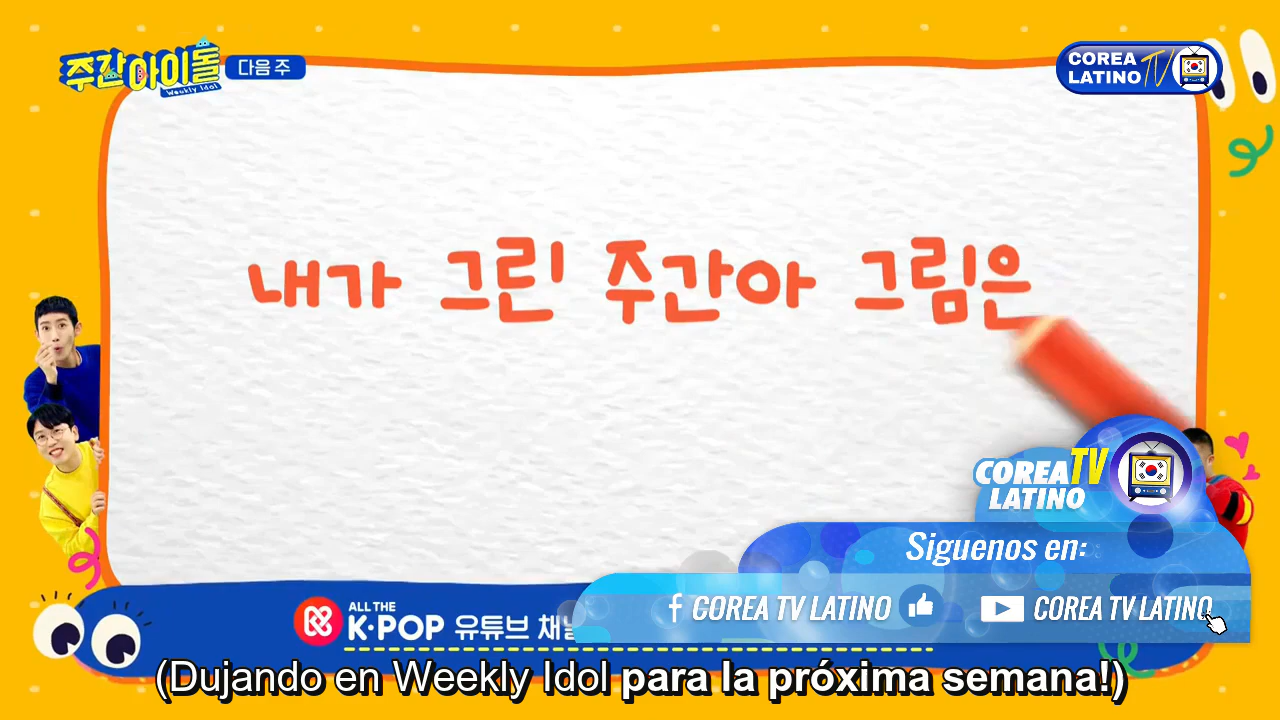 주간아이돌
Weekly Idol
다음 주
COREA
LATINO TV
내가 그린 주간아 그림은
COREA TV
LATINO
Siguenos en:
f COREA TV LATINO
COREA TV LATINO
ALL THE
K·POP 유튜브
(Dujando en Weekly Idol para la próxima semana!)